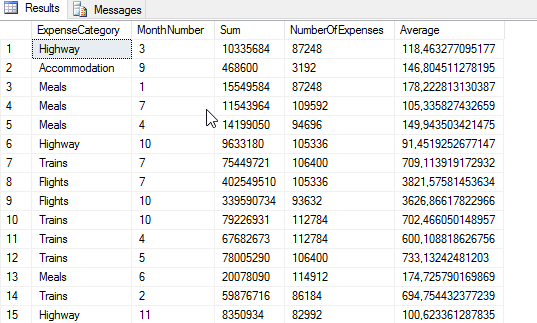 Results Messages
ExpenseCategory MonthNumber Sum NumberOfExpenses Average
1 Highway 3 10335684 87248 118,463277095177
2 Accommodation 9 468600 3192 146,804511278195
3 Meals 1 15549584 87248 178,222813130387
4 Meals 7 11543964 109592 105,335827432659
5 Meals 4 14199050 94696 149,943503421475
6 Highway 10 9633180 105336 91,4519252677147
7 Trains 7 75449721 106400 709,113919172932
8 Flights 7 402549510 105336 3821,57581453634
9 Flights 10 339590734 93632 3626,86617822966
10 Trains 10 79226931 112784 702,466050148957
11 Trains 4 67682673 112784 600,108818626756
12 Trains 5 78005290 106400 733,13242481203
13 Meals 6 20078090 114912 174,725790169869
14 Trains 2 59876716 86184 694,754432377239
15 Highway 11 8350934 82992 100,623361287835